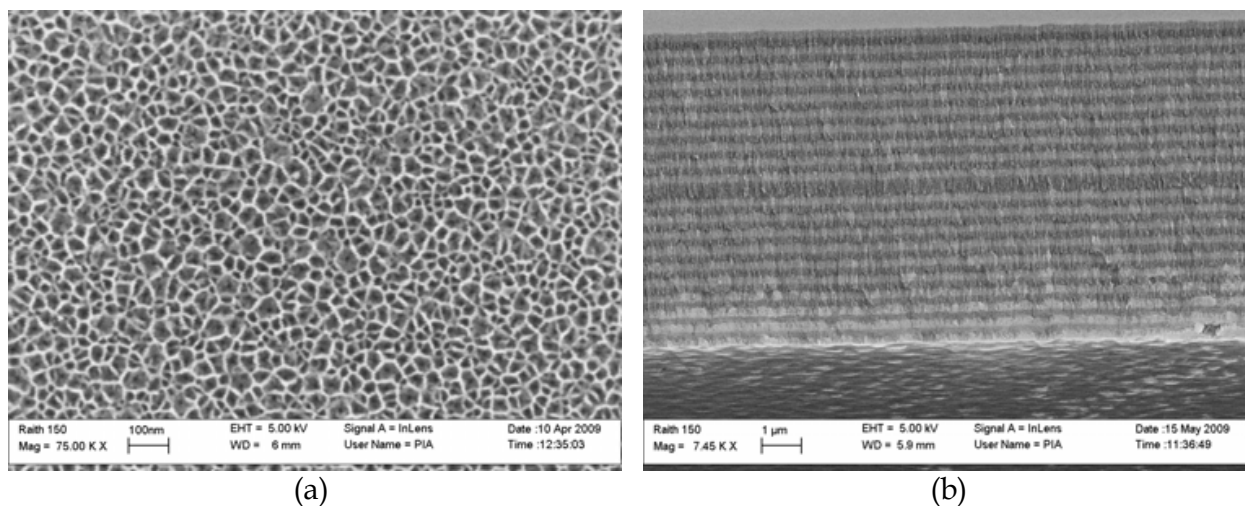 Raith 150
100nm
EHT = 5.00 kV
Signal A = InLens
Date :10 Apr 2009
Mag = 75.00 K X
WD = 6 mm
User Name = PIA
Time :12:35:03
Raith 150
1 µm
EHT = 5.00 kV
Signal A = InLens
Date :15 May 2009
Mag = 7.45 K X
WD = 5.9 mm
User Name = PIA
Time :11:36:49
(a)
(b)